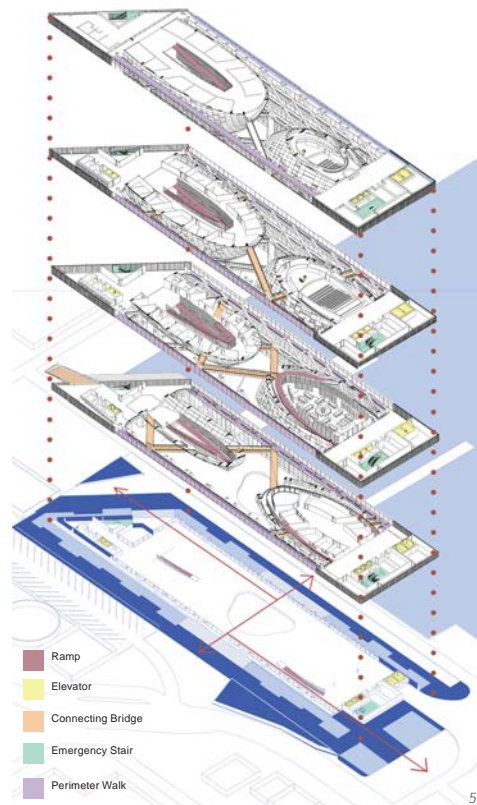 Ramp
Elevator
Connecting Bridge
Emergency Stair
Perimeter Walk
5